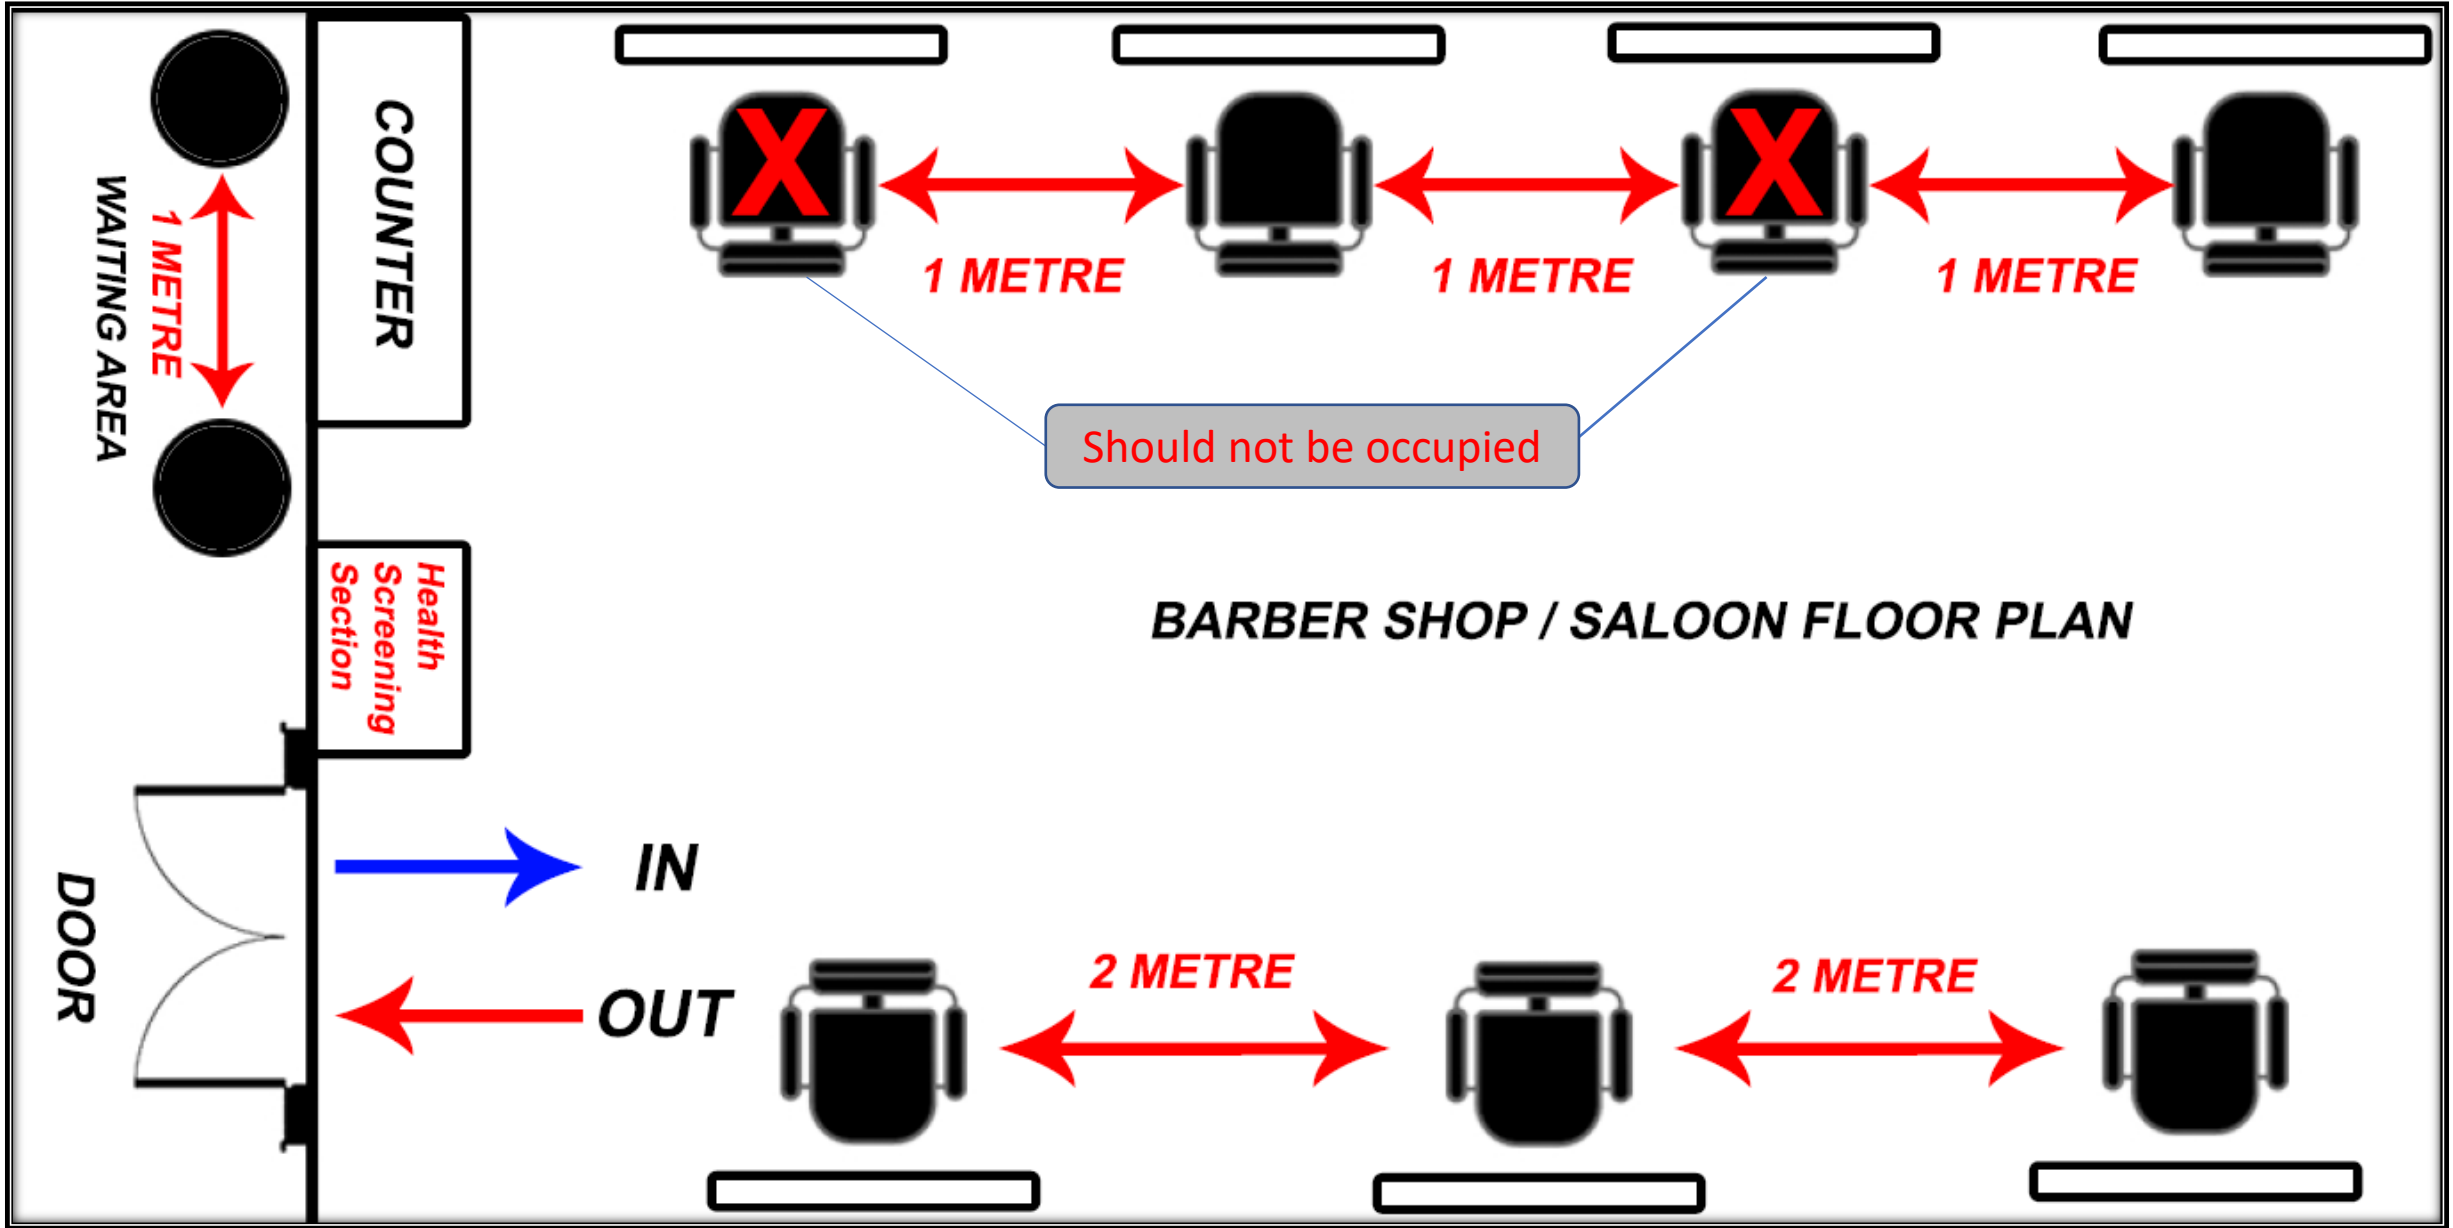 COUNTER
WAITING AREA
1 METRE
X
X
1 METRE
1 METRE
1 METRE
Should not be occupied
Health
Screening
Section
BARBER SHOP / SALOON FLOOR PLAN
DOOR
IN
OUT
2 METRE
2 METRE